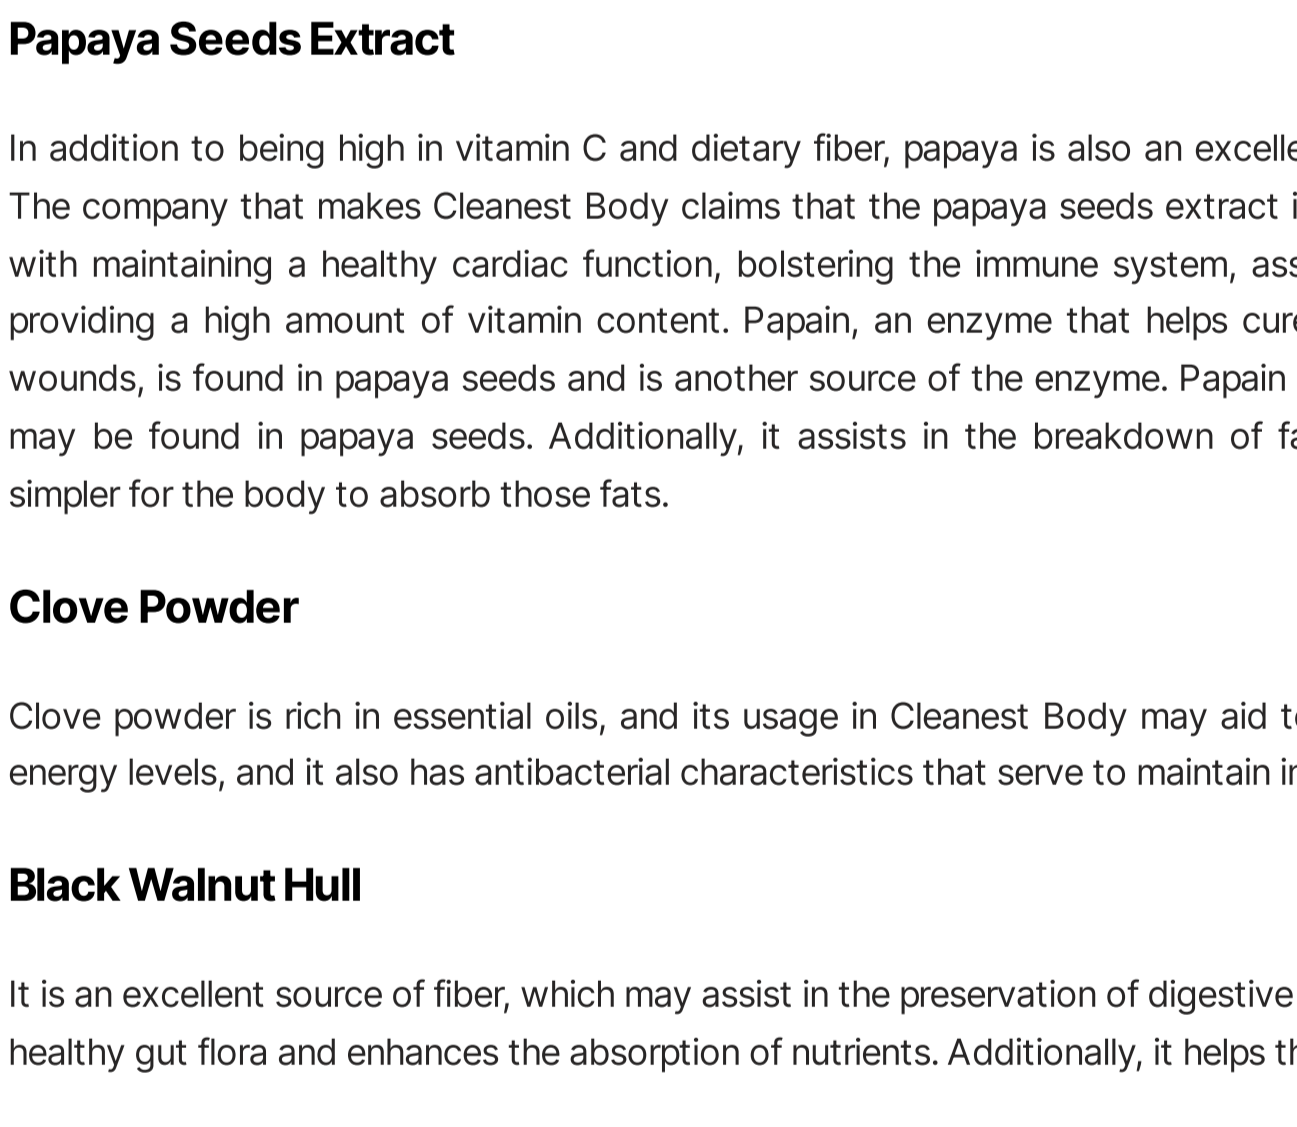 Papaya Seeds Extract
In addition to being high in vitamin C and dietary fiber, papaya is also an
The company that makes Cleanest Body claims that the papaya seeds extract
with maintaining a healthy cardiac function, bolstering the immune system,
providing a high amount of vitamin content. Papain, an enzyme that helps
wounds, is found in papaya seeds and is another source of the enzyme. Papain
may be found in papaya seeds. Additionally, it assists in the breakdown of
simpler for the body to absorb those fats.
Clove Powder
Clove powder is rich in essential oils, and its usage in Cleanest Body may aid
energy levels, and it also has antibacterial characteristics that serve to maintain
Black Walnut Hull
It is an excellent source of fiber, which may assist in the preservation of digestive
healthy gut flora and enhances the absorption of nutrients. Additionally, it helps